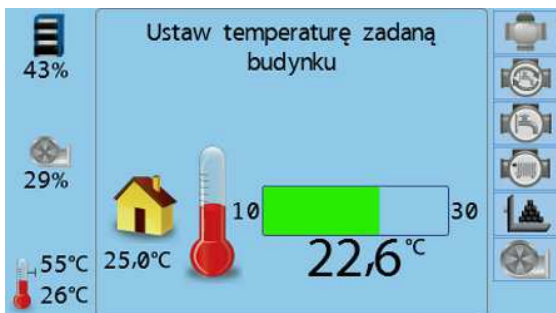 43%
29%
55°C
26°C
Ustaw temperaturę zadaną
budynku
25,0°C
10
30
22,6°C